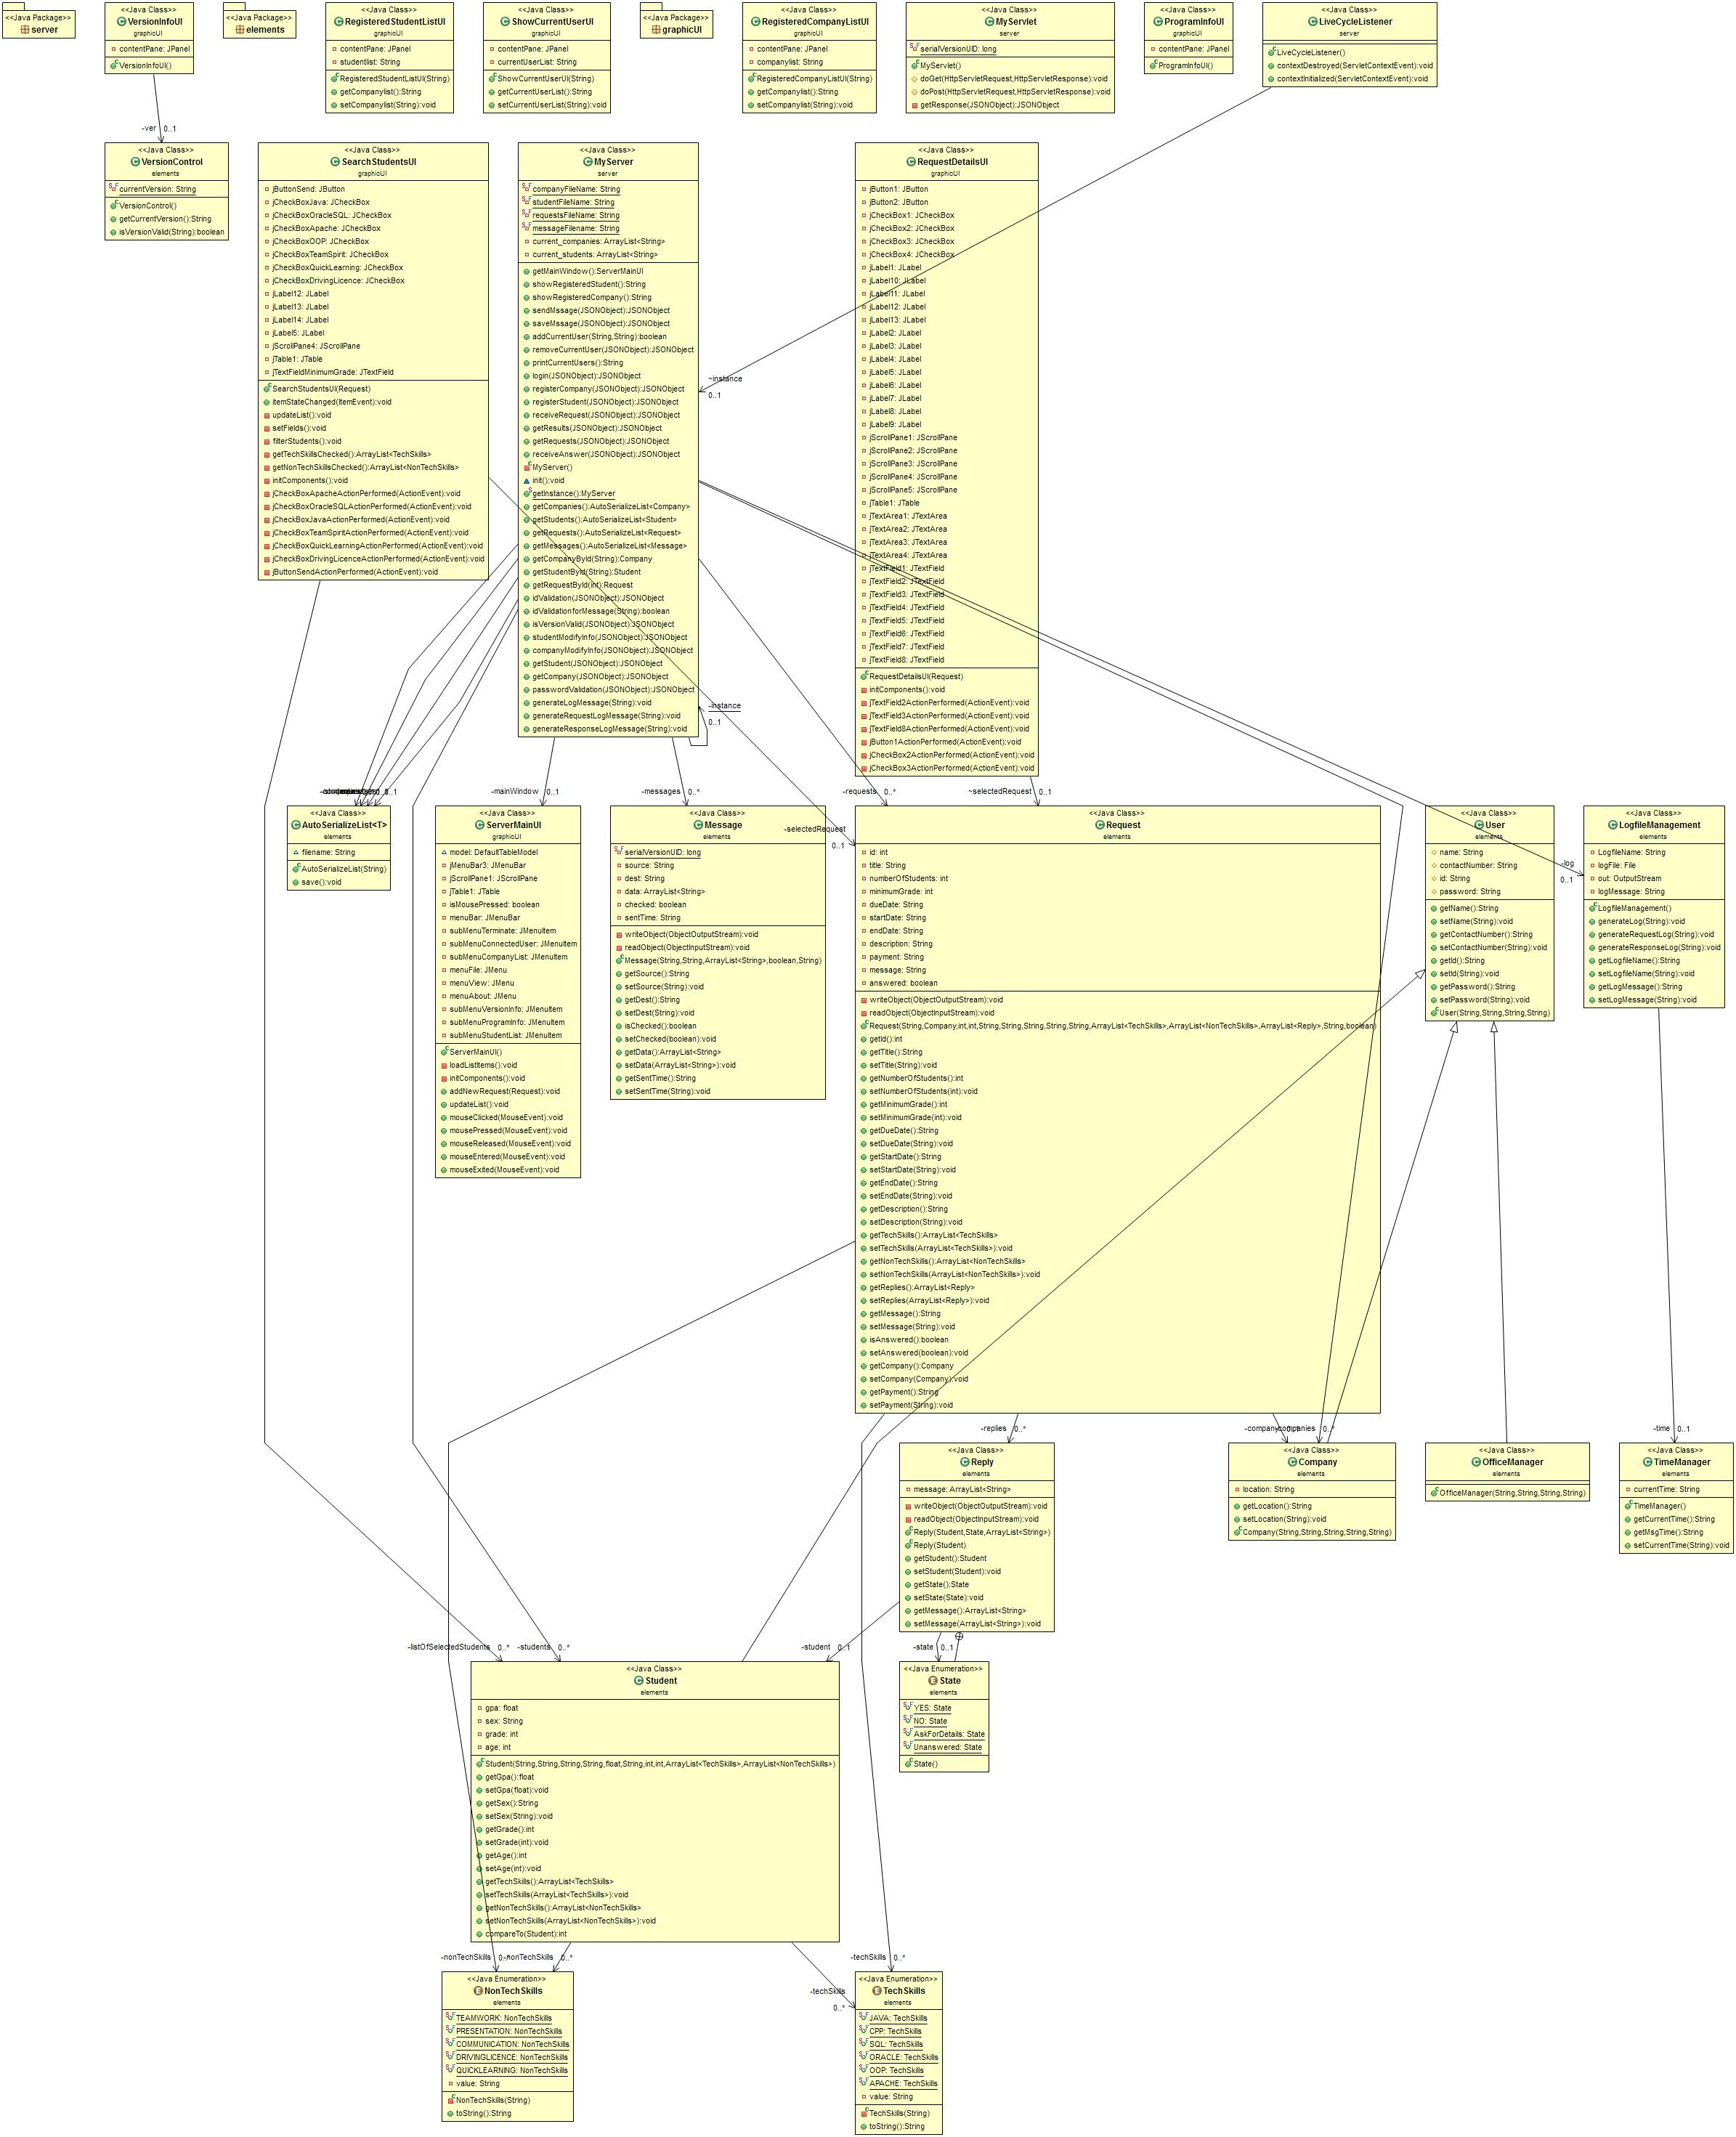 <<Java Package>>
server
<<Java Class>>
VersionInfoUI
graphicUI
contentPane: JPanel
VersionInfoUI()
<<Java Package>>
elements
<<Java Class>>
RegisteredStudentListUI
graphicUI
contentPane: JPanel
studentlist: String
RegisteredStudentListUI(String)
getCompanylist():String
setCompanylist(String):void
<<Java Class>>
ShowCurrentUserUI
graphicUI
contentPane: JPanel
currentUserList: String
ShowCurrentUserUI(String)
getCurrentUserList():String
setCurrentUserList(String):void
<<Java Package>>
graphicUI
<<Java Class>>
RegisteredCompanyListUI
graphicUI
contentPane: JPanel
companylist: String
RegisteredCompanyListUI(String)
getCompanylist():String
setCompanylist(String):void
<<Java Class>>
MyServlet
server
serialVersionUID: long
MyServlet()
doGet(HttpServletRequest,HttpServletResponse):void
doPost(HttpServletRequest,HttpServletResponse):void
getResponse(JSONObject):JSONObject
<<Java Class>>
ProgramInfoUI
graphicUI
contentPane: JPanel
ProgramInfoUI()
<<Java Class>>
LiveCycleListener
server
LiveCycleListener()
contextDestroyed(ServletContextEvent):void
contextInitialized(ServletContextEvent):void
-ver 0..1
<<Java Class>>
VersionControl
elements
currentVersion: String
VersionControl()
getCurrentVersion():String
isVersionValid(String):boolean
<<Java Class>>
SearchStudentsUI
graphicUI
jButtonSend: JButton
jCheckBoxJava: JCheckBox
jCheckBoxOracleSQL: JCheckBox
jCheckBoxApache: JCheckBox
jCheckBoxOOP: JCheckBox
jCheckBoxTeamSpirit: JCheckBox
jCheckBoxQuickLearning: JCheckBox
jCheckBoxDrivingLicence: JCheckBox
jLabel12: JLabel
jLabel13: JLabel
jLabel14: JLabel
jLabel5: JLabel
jScrollPane4: JScrollPane
jTable1: JTable
jTextFieldMinimumGrade: JTextField
SearchStudentsUI(Request)
itemStateChanged(ItemEvent):void
updateList():void
setFields():void
filterStudents():void
getTechSkillsChecked():ArrayList<TechSkills>
getNonTechSkillsChecked():ArrayList<NonTechSkills>
initComponents():void
jCheckBoxApacheActionPerformed(ActionEvent):void
jCheckBoxOracleSQLActionPerformed(ActionEvent):void
jCheckBoxJavaActionPerformed(ActionEvent):void
jCheckBoxTeamSpiritActionPerformed(ActionEvent):void
jCheckBoxQuickLearningActionPerformed(ActionEvent):void
jCheckBoxDrivingLicenceActionPerformed(ActionEvent):void
jButtonSendActionPerformed(ActionEvent):void
<<Java Class>>
MyServer
server
companyFileName: String
studentFileName: String
requestsFileName: String
messageFilename: String
current_companies: ArrayList<String>
current_students: ArrayList<String>
getMainWindow():ServerMainUI
showRegisteredStudent():String
showRegisteredCompany():String
sendMssage(JSONObject):JSONObject
saveMssage(JSONObject):JSONObject
addCurrentUser(String,String):boolean
removeCurrentUser(JSONObject):JSONObject
printCurrentUsers():String
login(JSONObject):JSONObject
registerCompany(JSONObject):JSONObject
registerStudent(JSONObject):JSONObject
receiveRequest(JSONObject):JSONObject
getResults(JSONObject):JSONObject
getRequests(JSONObject):JSONObject
receiveAnswer(JSONObject):JSONObject
MyServer()
init():void
getInstance():MyServer
getCompanies():AutoSerializeList<Company>
getStudents():AutoSerializeList<Student>
getRequests():AutoSerializeList<Request>
getMessages():AutoSerializeList<Message>
getCompanyById(String):Company
getStudentById(String):Student
getRequestById(int):Request
idValidation(JSONObject):JSONObject
idValidationforMessage(String):boolean
isVersionValid(JSONObject):JSONObject
studentModifyInfo(JSONObject):JSONObject
companyModifyInfo(JSONObject):JSONObject
getStudent(JSONObject):JSONObject
getCompany(JSONObject):JSONObject
passwordValidation(JSONObject):JSONObject
generateLogMessage(String):void
generateRequestLogMessage(String):void
generateResponseLogMessage(String):void
~instance
0..1
-instance
0..1
<<Java Class>>
RequestDetailsUI
graphicUI
jButton1: JButton
jButton2: JButton
jCheckBox1: JCheckBox
jCheckBox2: JCheckBox
jCheckBox3: JCheckBox
jCheckBox4: JCheckBox
jLabel1: JLabel
jLabel10: JLabel
jLabel11: JLabel
jLabel12: JLabel
jLabel13: JLabel
jLabel2: JLabel
jLabel3: JLabel
jLabel4: JLabel
jLabel5: JLabel
jLabel6: JLabel
jLabel7: JLabel
jLabel8: JLabel
jLabel9: JLabel
jScrollPane1: JScrollPane
jScrollPane2: JScrollPane
jScrollPane3: JScrollPane
jScrollPane4: JScrollPane
jScrollPane5: JScrollPane
jTable1: JTable
jTextArea1: JTextArea
jTextArea2: JTextArea
jTextArea3: JTextArea
jTextArea4: JTextArea
jTextField1: JTextField
jTextField2: JTextField
jTextField3: JTextField
jTextField4: JTextField
jTextField5: JTextField
jTextField6: JTextField
jTextField7: JTextField
jTextField8: JTextField
RequestDetailsUI(Request)
initComponents():void
jTextField2ActionPerformed(ActionEvent):void
jTextField3ActionPerformed(ActionEvent):void
jTextField8ActionPerformed(ActionEvent):void
jButton1ActionPerformed(ActionEvent):void
jCheckBox2ActionPerformed(ActionEvent):void
jCheckBox3ActionPerformed(ActionEvent):void
0..1
-mainWindow 0..1
-messages 0..*
-requests 0..*
~selectedRequest 0..1
-selectedRequest
0..1
-log
0..1
<<Java Class>>
AutoSerializeList<T>
elements
filename: String
AutoSerializeList(String)
save():void
<<Java Class>>
ServerMainUI
graphicUI
model: DefaultTableModel
jMenuBar3: JMenuBar
jScrollPane1: JScrollPane
jTable1: JTable
isMousePressed: boolean
menuBar: JMenuBar
subMenuTerminate: JMenuItem
subMenuConnectedUser: JMenuItem
subMenuCompanyList: JMenuItem
menuFile: JMenu
menuView: JMenu
menuAbout: JMenu
subMenuVersionInfo: JMenuItem
subMenuProgramInfo: JMenuItem
subMenuStudentList: JMenuItem
ServerMainUI()
loadListItems():void
initComponents():void
addNewRequest(Request):void
updateList():void
mouseClicked(MouseEvent):void
mousePressed(MouseEvent):void
mouseReleased(MouseEvent):void
mouseEntered(MouseEvent):void
mouseExited(MouseEvent):void
<<Java Class>>
Message
elements
serialVersionUID: long
source: String
dest: String
data: ArrayList<String>
checked: boolean
sentTime: String
writeObject(ObjectOutputStream):void
readObject(ObjectInputStream):void
Message(String,String,ArrayList<String>,boolean,String)
getSource():String
setSource(String):void
getDest():String
setDest(String):void
isChecked():boolean
setChecked(boolean):void
getData():ArrayList<String>
setData(ArrayList<String>):void
getSentTime():String
setSentTime(String):void
<<Java Class>>
Request
elements
id: int
title: String
numberOfStudents: int
minimumGrade: int
dueDate: String
startDate: String
endDate: String
description: String
payment: String
message: String
answered: boolean
writeObject(ObjectOutputStream):void
readObject(ObjectInputStream):void
Request(String,Company,int,int,String,String,String,String,String,ArrayList<TechSkills>,ArrayList<NonTechSkills>,ArrayList<Reply>,String,boolean)
getId():int
getTitle():String
setTitle(String):void
getNumberOfStudents():int
setNumberOfStudents(int):void
getMinimumGrade():int
setMinimumGrade(int):void
getDueDate():String
setDueDate(String):void
getStartDate():String
setStartDate(String):void
getEndDate():String
setEndDate(String):void
getDescription():String
setDescription(String):void
getTechSkills():ArrayList<TechSkills>
setTechSkills(ArrayList<TechSkills>):void
getNonTechSkills():ArrayList<NonTechSkills>
setNonTechSkills(ArrayList<NonTechSkills>):void
getReplies():ArrayList<Reply>
setReplies(ArrayList<Reply>):void
getMessage():String
setMessage(String):void
isAnswered():boolean
setAnswered(boolean):void
getCompany():Company
setCompany(Company):void
getPayment():String
setPayment(String):void
<<Java Class>>
User
elements
name: String
contactNumber: String
id: String
password: String
getName():String
setName(String):void
getContactNumber():String
setContactNumber(String):void
getId():String
setId(String):void
getPassword():String
setPassword(String):void
User(String,String,String,String)
<<Java Class>>
LogfileManagement
elements
LogfileName: String
logFile: File
out: OutputStream
logMessage: String
LogfileManagement()
generateLog(String):void
generateRequestLog(String):void
generateResponseLog(String):void
getLogfileName():String
setLogfileName(String):void
getLogMessage():String
setLogMessage(String):void
-replies 0..*
-company
0..*
-time 0..1
<<Java Class>>
Reply
elements
message: ArrayList<String>
writeObject(ObjectOutputStream):void
readObject(ObjectInputStream):void
Reply(Student,State,ArrayList<String>)
Reply(Student)
getStudent():Student
setStudent(Student):void
getState():State
setState(State):void
getMessage():ArrayList<String>
setMessage(ArrayList<String>):void
<<Java Class>>
Company
elements
location: String
getLocation():String
setLocation(String):void
Company(String,String,String,String,String)
<<Java Class>>
OfficeManager
elements
OfficeManager(String,String,String,String)
<<Java Class>>
TimeManager
elements
currentTime: String
TimeManager()
getCurrentTime():String
getMsgTime():String
setCurrentTime(String):void
-listOfSelectedStudents 0..*
-students 0..*
-student 0..1
-state 0..1
<<Java Class>>
Student
elements
gpa: float
sex: String
grade: int
age: int
Student(String,String,String,String,float,String,int,int,ArrayList<TechSkills>,ArrayList<NonTechSkills>)
getGpa():float
setGpa(float):void
getSex():String
setSex(String):void
getGrade():int
setGrade(int):void
getAge():int
setAge(int):void
getTechSkills():ArrayList<TechSkills>
setTechSkills(ArrayList<TechSkills>):void
getNonTechSkills():ArrayList<NonTechSkills>
setNonTechSkills(ArrayList<NonTechSkills>):void
compareTo(Student):int
<<Java Enumeration>>
State
elements
YES: State
NO: State
AskForDetails: State
Unanswered: State
State()
-nonTechSkills
-nonTechSkills 0..*
-techSkills 0..*
-techSkills
0..*
<<Java Enumeration>>
NonTechSkills
elements
TEAMWORK: NonTechSkills
PRESENTATION: NonTechSkills
COMMUNICATION: NonTechSkills
DRIVINGLICENCE: NonTechSkills
QUICKLEARNING: NonTechSkills
value: String
NonTechSkills(String)
toString():String
<<Java Enumeration>>
TechSkills
elements
JAVA: TechSkills
CPP: TechSkills
SQL: TechSkills
ORACLE: TechSkills
OOP: TechSkills
APACHE: TechSkills
value: String
TechSkills(String)
toString():String